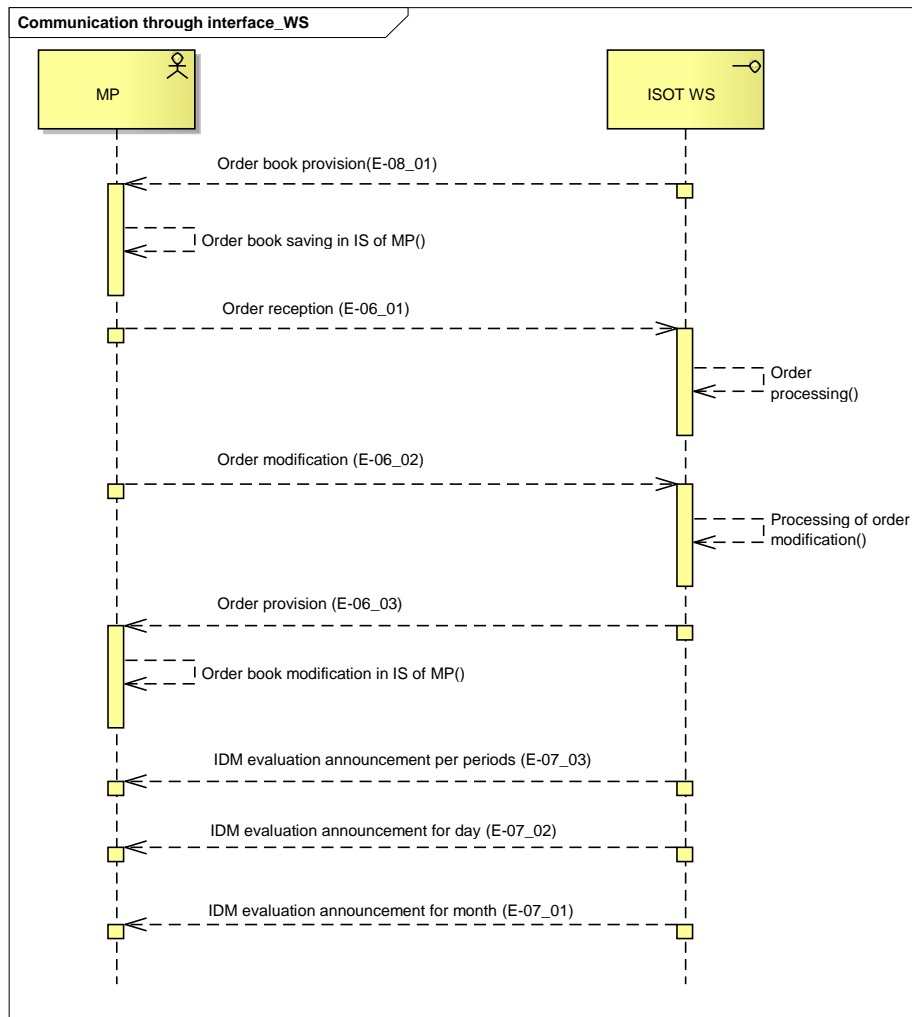 Communication through interface_WS
MP
ISOT WS
Order book provision(E-08_01)
Order book saving in IS of MP()
Order reception (E-06_01)
Order
processing()
Order modification (E-06_02)
Processing of order
modification()
Order provision (E-06_03)
Order book modification in IS of MP()
IDM evaluation announcement per periods (E-07_03)
IDM evaluation announcement for day (E-07_02)
IDM evaluation announcement for month (E-07_01)